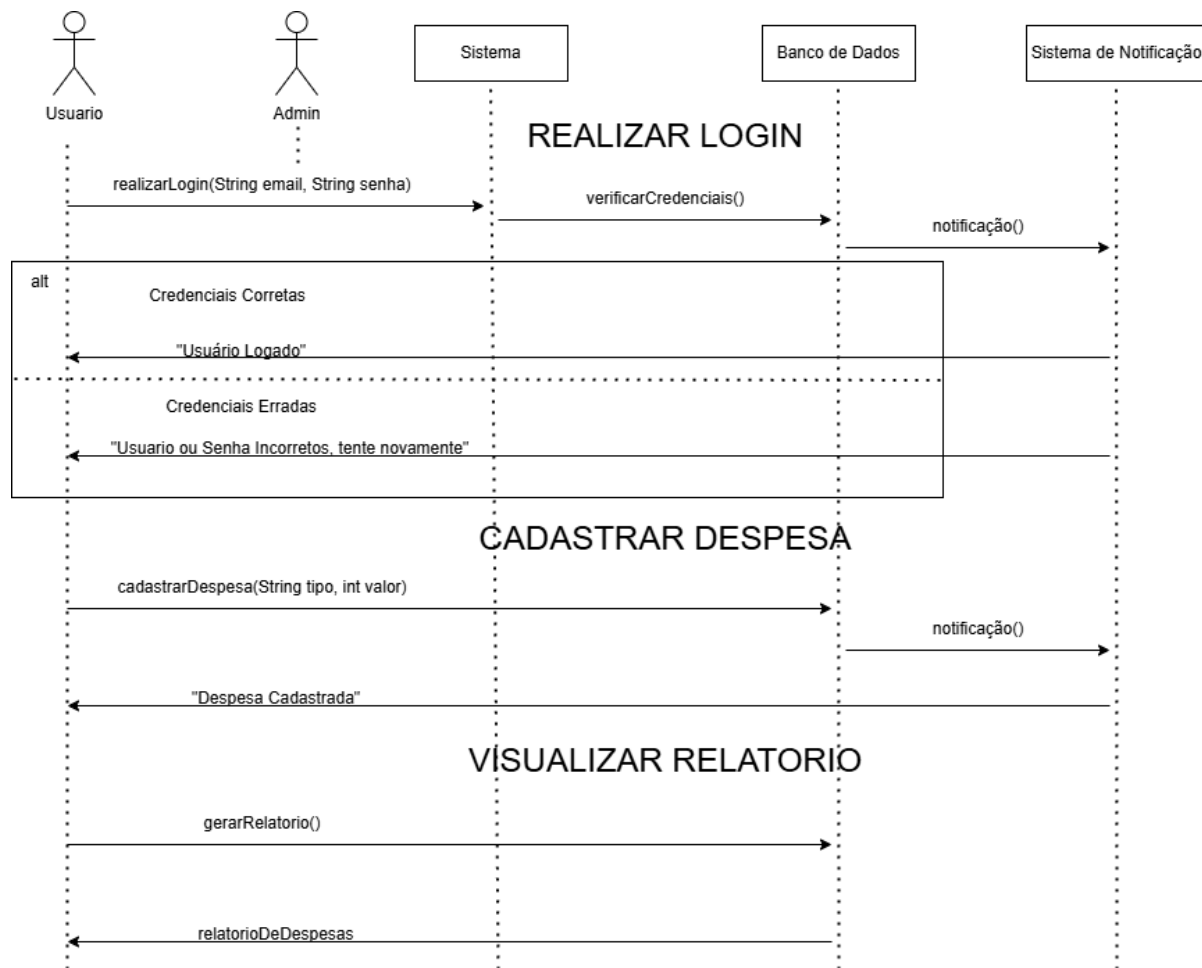 Sistema
Banco de Dados
Sistema de Notificação
Usuario
Admin
REALIZAR LOGIN
realizarLogin(String email, String senha)
verificarCredenciais()
notificação()
alt
Credenciais Corretas
"Usuário Logado"
Credenciais Erradas
"Usuario ou Senha Incorretos, tente novamente"
CADASTRAR DESPESA
cadastrarDespesa(String tipo, int valor)
notificação()
"Despesa Cadastrada"
VISUALIZAR RELATORIO
gerarRelatorio()
relatorioDeDespesas